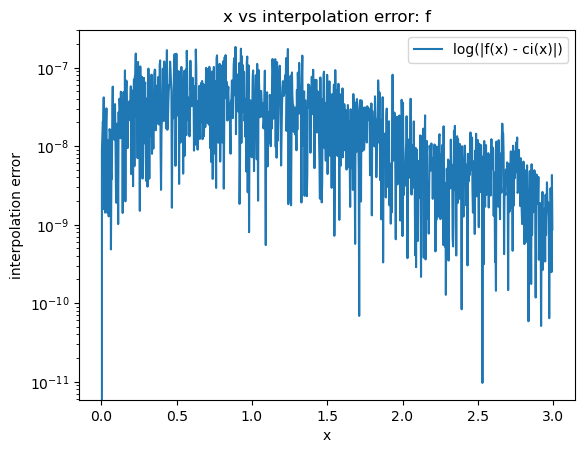 x vs interpolation error: f
log(|f(x) - ci(x)|)
interpolation error
10⁻⁷
10⁻⁸
10⁻⁹
10⁻¹⁰
10⁻¹¹
0.0 0.5 1.0 1.5 2.0 2.5 3.0
x